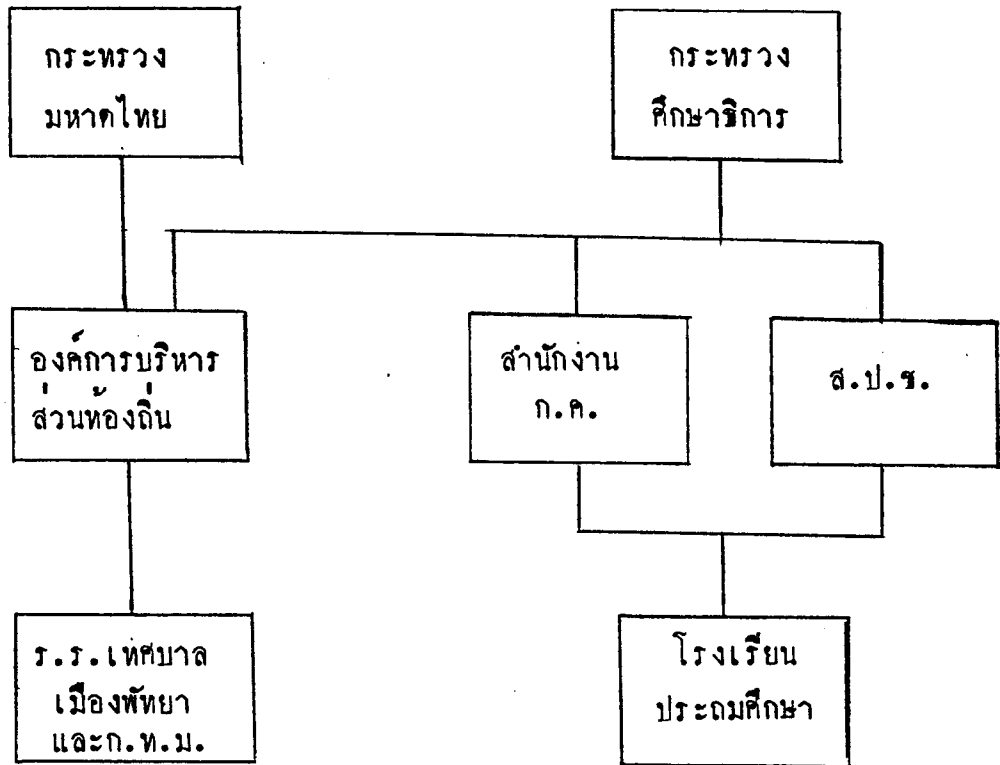 กระทรวง
มหาดไทย
กระทรวง
ศึกษาธิการ
องค์การบริหาร
ส่วนท้องถิ่น
สำนักงาน
ก.ค.
ส.ป.ช.
ร.ร.เทศบาล
เมืองพัทยา
และก.ท.ม.
โรงเรียน
ประถมศึกษา